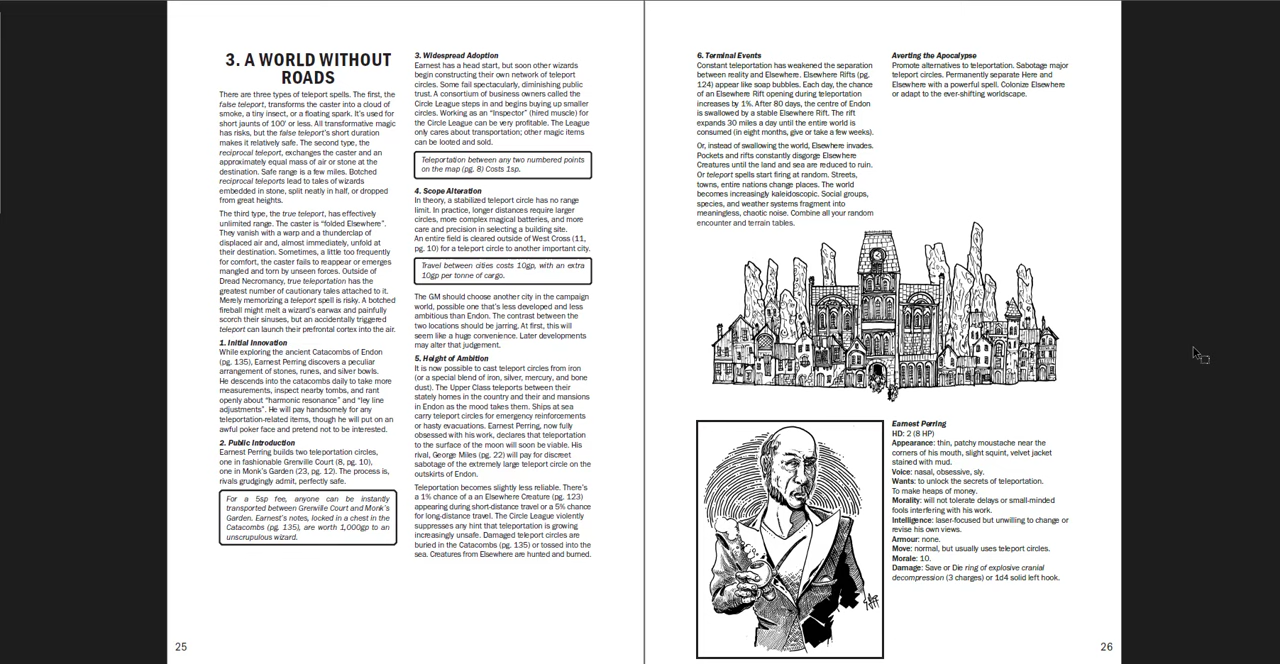 3. A WORLD WITHOUT
ROADS
There are three types of teleport spells. The first, the
false teleport, transforms the caster into a cloud of
smoke, a tiny insect, or a floating spark. It's used for
short jaunts of 100' or less. All transformative magic
has risks, but the false teleport's short duration
makes it relatively safe. The second type, the
reciprocal teleport, exchanges the caster and an
approximately equal mass of air or stone at the
destination. Safe range is a few miles. Botched
reciprocal teleports lead to tales of wizards
embedded in stone, split neatly in half, or dropped
from great heights.
The third type, the true teleport, has effectively
unlimited range. The caster is "folded Elsewhere".
They vanish with a warp and a thunderclap of
displaced air and, almost immediately, unfold at
their destination. Sometimes, a little too frequently
for comfort, the caster fails to reappear or emerges
mangled and torn by unseen forces. Outside of
Dread Necromancy, true teleportation has the
greatest number of cautionary tales attached to it.
Merely memorizing a teleport spell is risky. A botched
fireball might melt a wizard's earwax and painfully
scorch their sinuses, but an accidentally triggered
teleport can launch their prefrontal cortex into the air.
1. Initial Innovation
While exploring the ancient Catacombs of Endon
(pg. 135), Earnest Perring discovers a peculiar
arrangement of stones, runes, and silver bowls.
He descends into the catacombs daily to take more
measurements, inspect nearby tombs, and rant
openly about "harmonic resonance" and "ley line
adjustments". He will pay handsomely for any
teleportation-related items, though he will put on an
awful poker face and pretend not to be interested.
2. Public Introduction
Earnest Perring builds two teleportation circles,
one in fashionable Grenville Court (8, pg. 10),
one in Monk's Garden (23, pg. 12). The process is,
rivals grudgingly admit, perfectly safe.
For a 5sp fee, anyone can be instantly
transported between Grenville Court and Monk's
Garden. Earnest's notes, locked in a chest in the
Catacombs (pg. 135), are worth 1,000gp to an
unscrupulous wizard.
25
3. Widespread Adoption
Earnest has a head start, but soon other wizards
begin constructing their own network of teleport
circles. Some fail spectacularly, diminishing public
trust. A consortium of business owners called the
Circle League steps in and begins buying up smaller
circles. Working as an "Inspector" (hired muscle) for
the Circle League can be very profitable. The League
only cares about transportation; other magic items
can be looted and sold.
Teleportation between any two numbered points
on the map (pg. 8) Costs 1sp.
4. Scope Alteration
In theory, a stabilized teleport circle has no range
limit. In practice, longer distances require larger
circles, more complex magical batteries, and more
care and precision in selecting a building site.
An entire field is cleared outside of West Cross (11,
pg. 10) for a teleport circle to another important city.
Travel between cities costs 10gp, with an extra
10gp per tonne of cargo.
The GM should choose another city in the campaign
world, possible one that's less developed and less
ambitious than Endon. The contrast between the
two locations should be jarring. At first, this will
seem like a huge convenience. Later developments
may alter that judgement.
5. Height of Ambition
It is now possible to cast teleport circles from iron
(or a special blend of iron, silver, mercury, and bone
dust). The Upper Class teleports between their
stately homes in the country and their and mansions
in Endon as the mood takes them. Ships at sea
carry teleport circles for emergency reinforcements
or hasty evacuations. Earnest Perring, now fully
obsessed with his work, declares that teleportation
to the surface of the moon will soon be viable. His
rival, George Miles (pg. 22) will pay for discreet
sabotage of the extremely large teleport circle on the
outskirts of Endon.
Teleportation becomes slightly less reliable. There's
a 1% chance of a an Elsewhere Creature (pg. 123)
appearing during short-distance travel or a 5% chance
for long-distance travel. The Circle League violently
suppresses any hint that teleportation is growing
increasingly unsafe. Damaged teleport circles are
buried in the Catacombs (pg. 135) or tossed into the
sea. Creatures from Elsewhere are hunted and burned.
6. Terminal Events
Constant teleportation has weakened the separation
between reality and Elsewhere. Elsewhere Rifts (pg.
124) appear like soap bubbles. Each day, the chance
of an Elsewhere Rift opening during teleportation
increases by 1%. After 80 days, the centre of Endon
is swallowed by a stable Elsewhere Rift. The rift
expands 30 miles a day until the entire world is
consumed (in eight months, give or take a few weeks).
Or, instead of swallowing the world, Elsewhere invades.
Pockets and rifts constantly disgorge Elsewhere
Creatures until the land and sea are reduced to ruin.
Or teleport spells start firing at random. Streets,
towns, entire nations change places. The world
becomes increasingly kaleidoscopic. Social groups,
species, and weather systems fragment into
meaningless, chaotic noise. Combine all your random
encounter and terrain tables.
Averting the Apocalypse
Promote alternatives to teleportation. Sabotage major
teleport circles. Permanently separate Here and
Elsewhere with a powerful spell. Colonize Elsewhere
or adapt to the ever-shifting worldscape.
Earnest Perring
HD: 2 (8 HP)
Appearance: thin, patchy moustache near the
corners of his mouth, slight squint, velvet jacket
stained with mud.
Voice: nasal, obsessive, sly.
Wants: to unlock the secrets of teleportation.
To make heaps of money.
Morality: will not tolerate delays or small-minded
fools interfering with his work.
Intelligence: laser-focused but unwilling to change or
revise his own views.
Armour: none.
Move: normal, but usually uses teleport circles.
Morale: 10.
Damage: Save or Die ring of explosive cranial
decompression (3 charges) or 1d4 solid left hook.
26